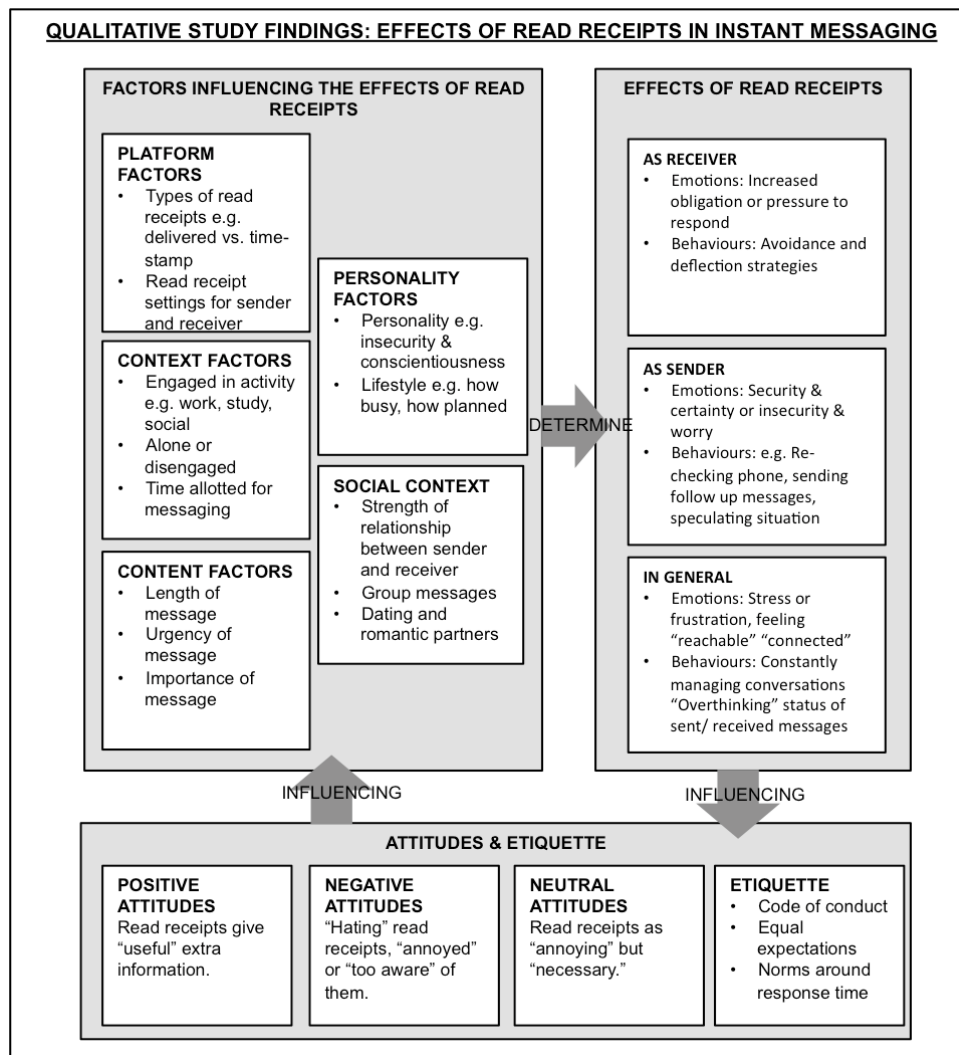 QUALITATIVE STUDY FINDINGS: EFFECTS OF READ RECEIPTS IN INSTANT MESSAGING
FACTORS INFLUENCING THE EFFECTS OF READ
RECEIPTS
PLATFORM
FACTORS
• Types of read
receipts e.g.
delivered vs. time-
stamp
• Read receipt
settings for sender
and receiver
CONTEXT FACTORS
• Engaged in activity
e.g. work, study,
social
• Alone or
disengaged
• Time allotted for
messaging
CONTENT FACTORS
• Length of
message
• Urgency of
message
• Importance of
message
PERSONALITY
FACTORS
• Personality e.g.
insecurity &
conscientiousness
• Lifestyle e.g. how
busy, how planned
SOCIAL CONTEXT
• Strength of
relationship
between sender
and receiver
• Group messages
• Dating and
romantic partners
DETERMINE
EFFECTS OF READ RECEIPTS
AS RECEIVER
• Emotions: Increased
obligation or pressure to
respond
• Behaviours: Avoidance and
deflection strategies
AS SENDER
• Emotions: Security &
certainty or insecurity &
worry
• Behaviours: e.g. Re-
checking phone, sending
follow up messages,
speculating situation
IN GENERAL
• Emotions: Stress or
frustration, feeling
“reachable” “connected”
• Behaviours: Constantly
managing conversations
“Overthinking” status of
sent/ received messages
INFLUENCING
INFLUENCING
ATTITUDES & ETIQUETTE
POSITIVE
ATTITUDES
Read receipts give
“useful” extra
information.
NEGATIVE
ATTITUDES
“Hating” read
receipts, “annoyed”
or “too aware” of
them.
NEUTRAL
ATTITUDES
Read receipts as
“annoying” but
“necessary.”
ETIQUETTE
• Code of conduct
• Equal
expectations
• Norms around
response time